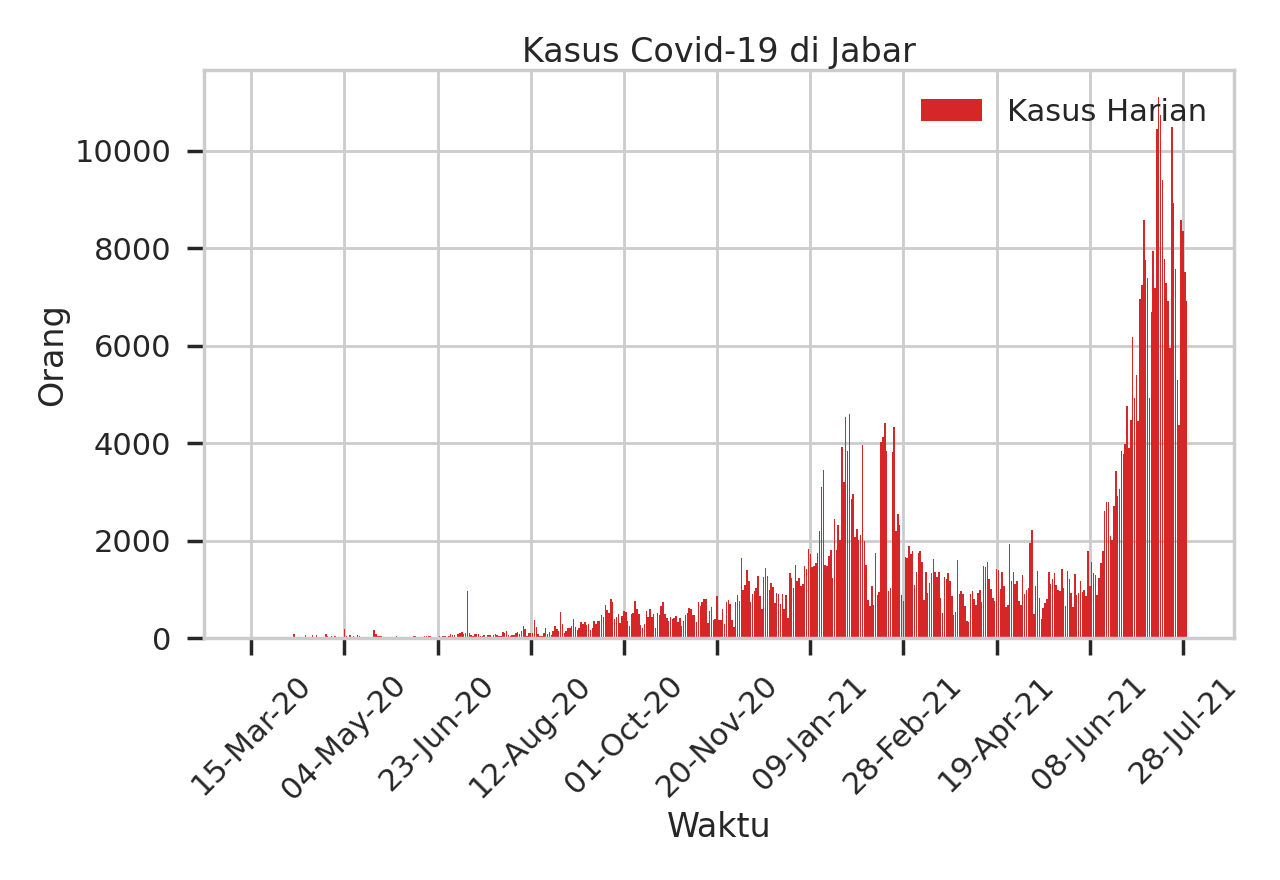 Kasus Covid-19 di Jabar
Kasus Harian
Orang
10000
8000
6000
4000
2000
0
15-Mar-20
04-May-20
23-Jun-20
12-Aug-20
01-Oct-20
20-Nov-20
09-Jan-21
28-Feb-21
19-Apr-21
08-Jun-21
28-Jul-21
Waktu